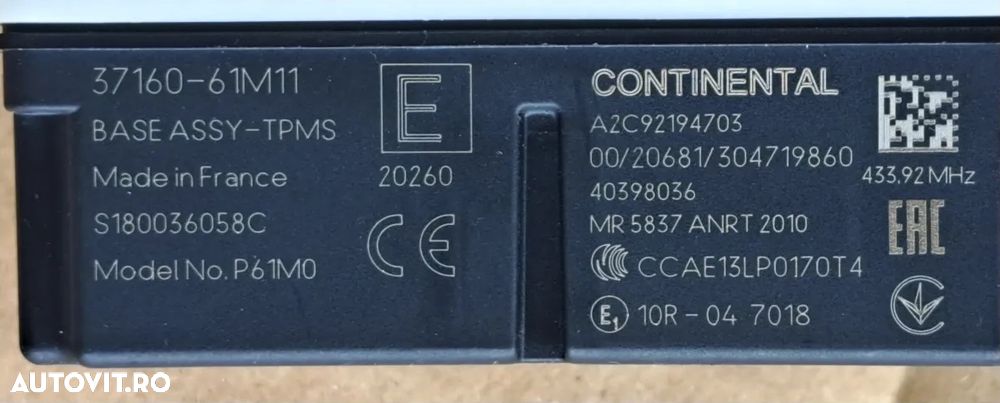 37160-61M11
BASE ASSY-TPMS
Made in France
S180036058C
Model No. P61M0
E
20260
CE
CONTINENTAL
A2C92194703
00/20681/304719860
40398036
MR 5837 ANRT 2010
CCAE13LP0170T4
E1 10R-04 7018
433,92 MHz
EAC
AUTOVIT.RO